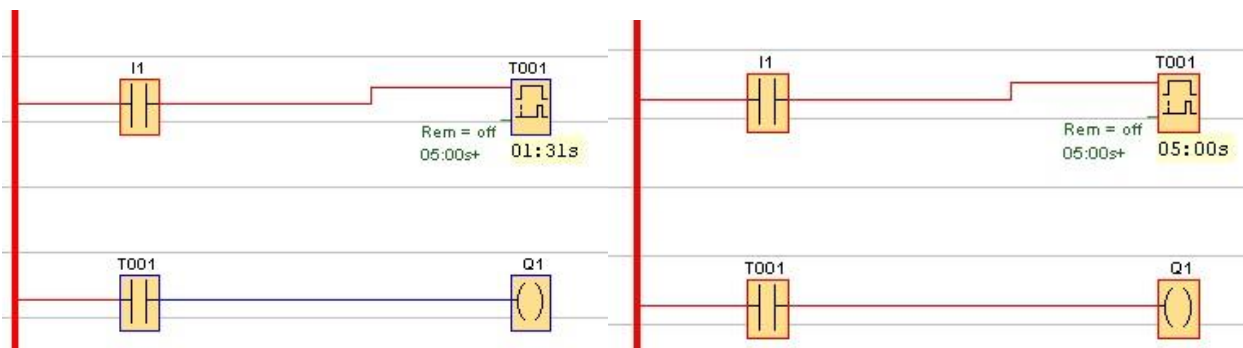 I1
T001
Rem = off
05:00s+
01:31s
T001
Q1
I1
T001
Rem = off
05:00s+
05:00s
T001
Q1